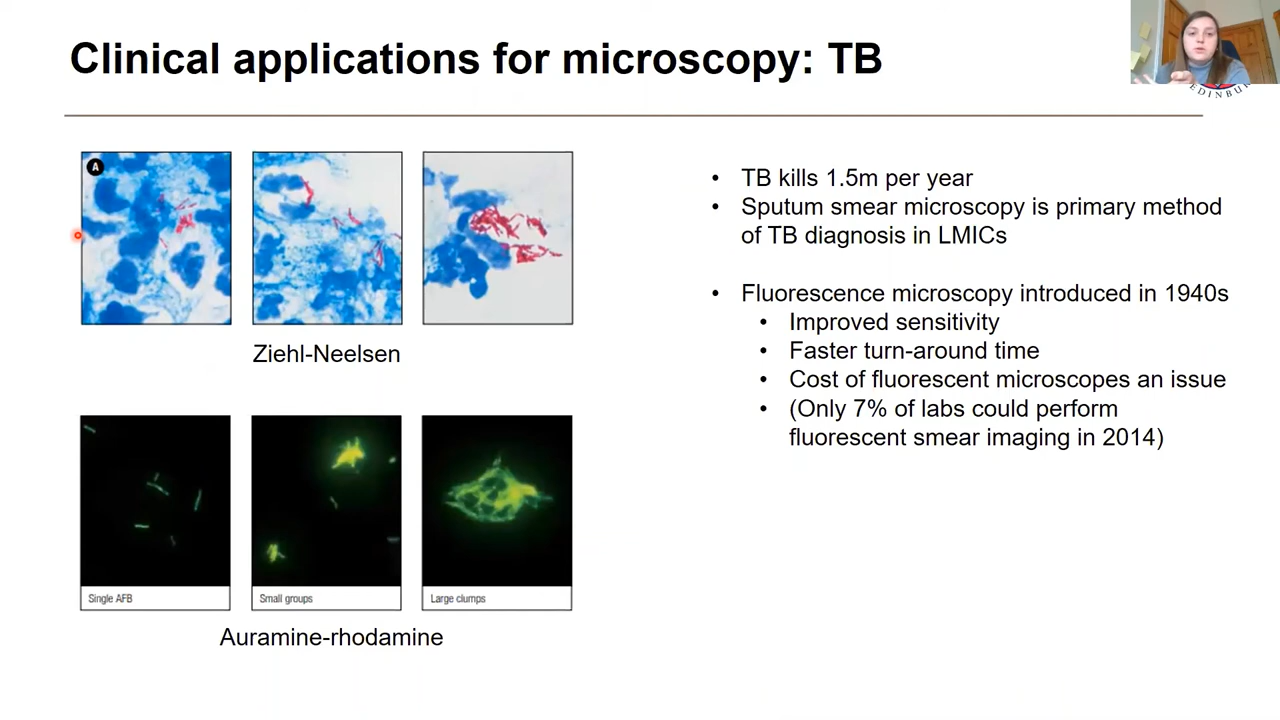 Clinical applications for microscopy: TB
EDINBUR
A
Ziehl-Neelsen
Single AFB
Small groups
Large clumps
Auramine-rhodamine
• TB kills 1.5m per year
• Sputum smear microscopy is primary method
of TB diagnosis in LMICs
• Fluorescence microscopy introduced in 1940s
• Improved sensitivity
• Faster turn-around time
• Cost of fluorescent microscopes an issue
• (Only 7% of labs could perform
fluorescent smear imaging in 2014)